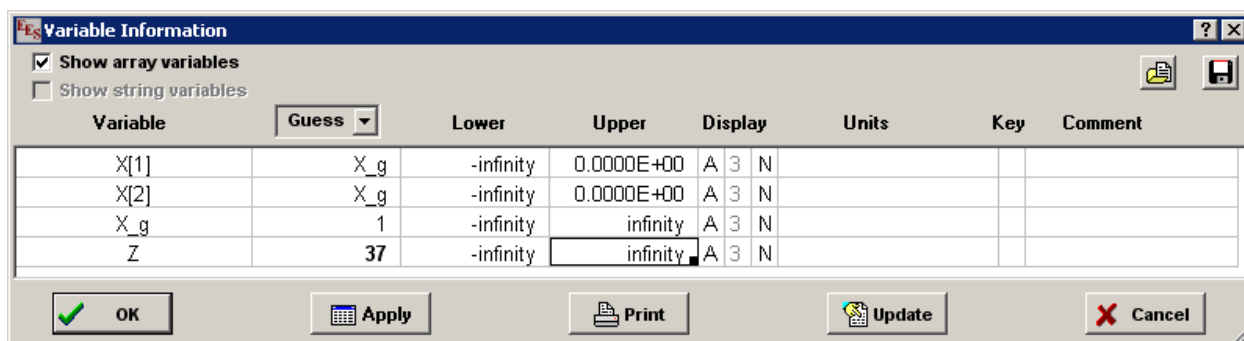 EES Variable Information
Show array variables
Show string variables
Variable Guess Lower Upper Display Units Key Comment
X[1] X_g -infinity 0.0000E+00 A 3 N
X[2] X_g -infinity 0.0000E+00 A 3 N
X_g 1 -infinity infinity A 3 N
Z 37 -infinity infinity A 3 N
OK Apply Print Update Cancel